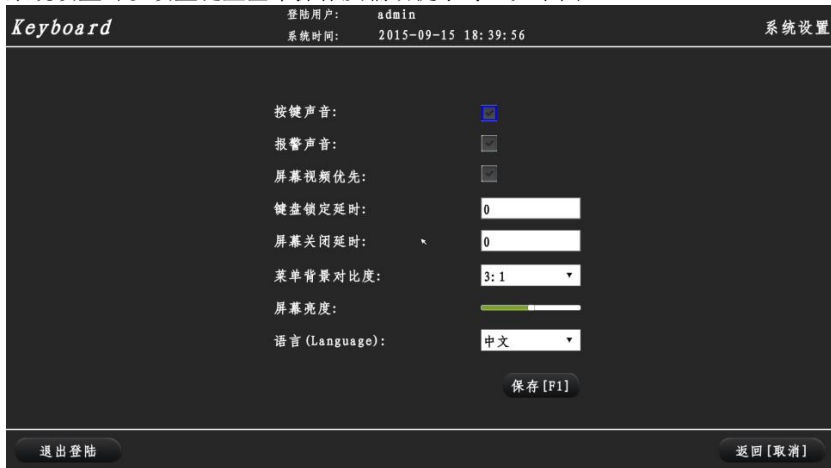 Keyboard
登陆用户: admin
系统时间: 2015-09-15 18:39:56
系统设置
按键声音:
报警声音:
屏幕视频优先:
键盘锁定延时: 0
屏幕关闭延时: 0
菜单背景对比度: 3:1
屏幕亮度:
语言(Language): 中文
保存[F1]
退出登陆
返回[取消]